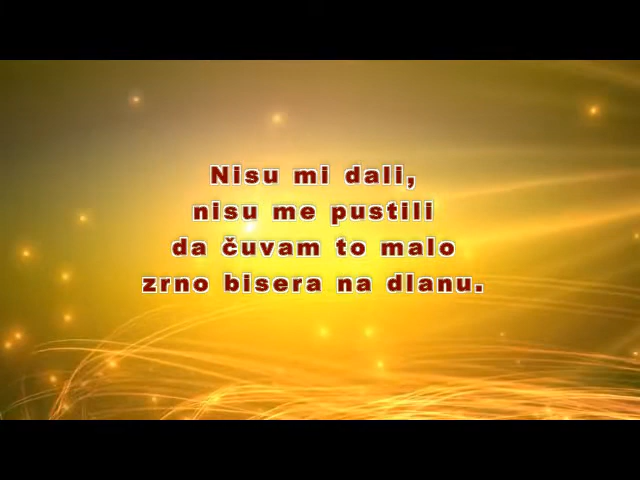 Nisu mi dali,
nisu me pustili
da čuvam to malo
zrno bisera na dlanu.